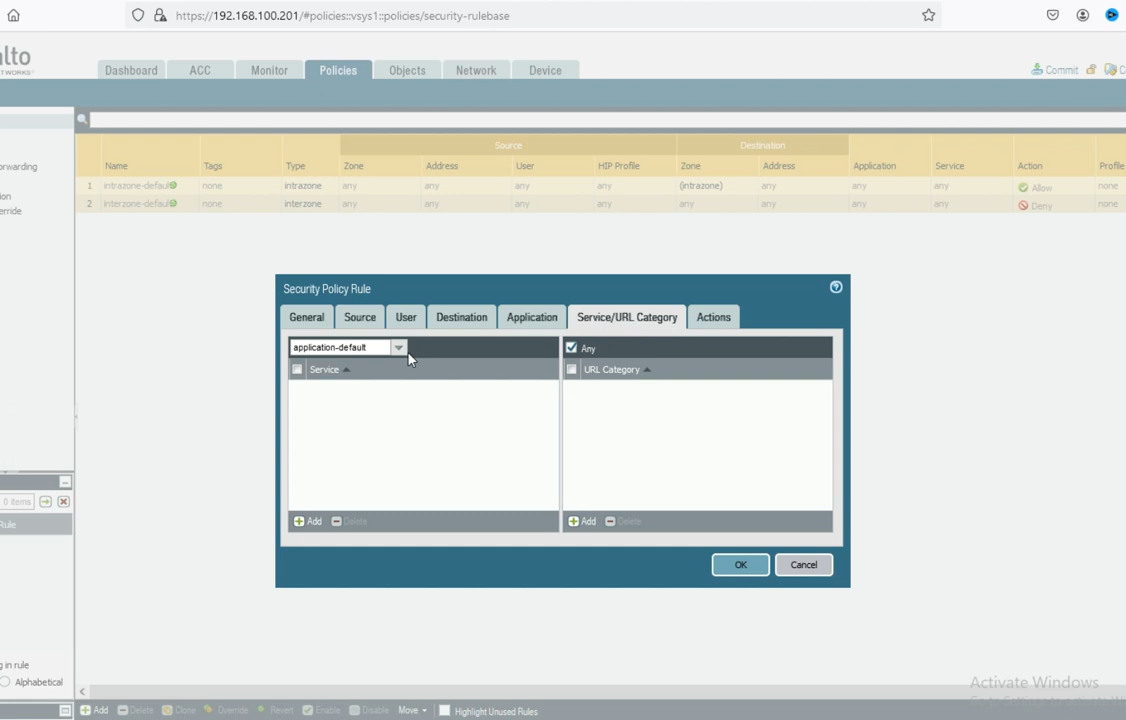 https://192.168.100.201/#policies::vsys1::policies/security-rulebase
alto
NETWORKS
Dashboard ACC Monitor Policies Objects Network Device
Commit
Source Destination
Name Tags Type Zone Address User HIP Profile Zone Address Application Service Action Profile
orwarding
1 intrazone-default none intrazone any any any any (intrazone) any any any Allow none
2 interzone-default none interzone any any any any any any any any Deny none
ion
erride
Security Policy Rule
General Source User Destination Application Service/URL Category Actions
application-default Any
Service URL Category
0 items
Rule
Add Delete Add Delete
OK Cancel
g in rule
Alphabetical
Activate Windows
Add Delete Clone Override Revert Enable Disable Move Highlight Unused Rules